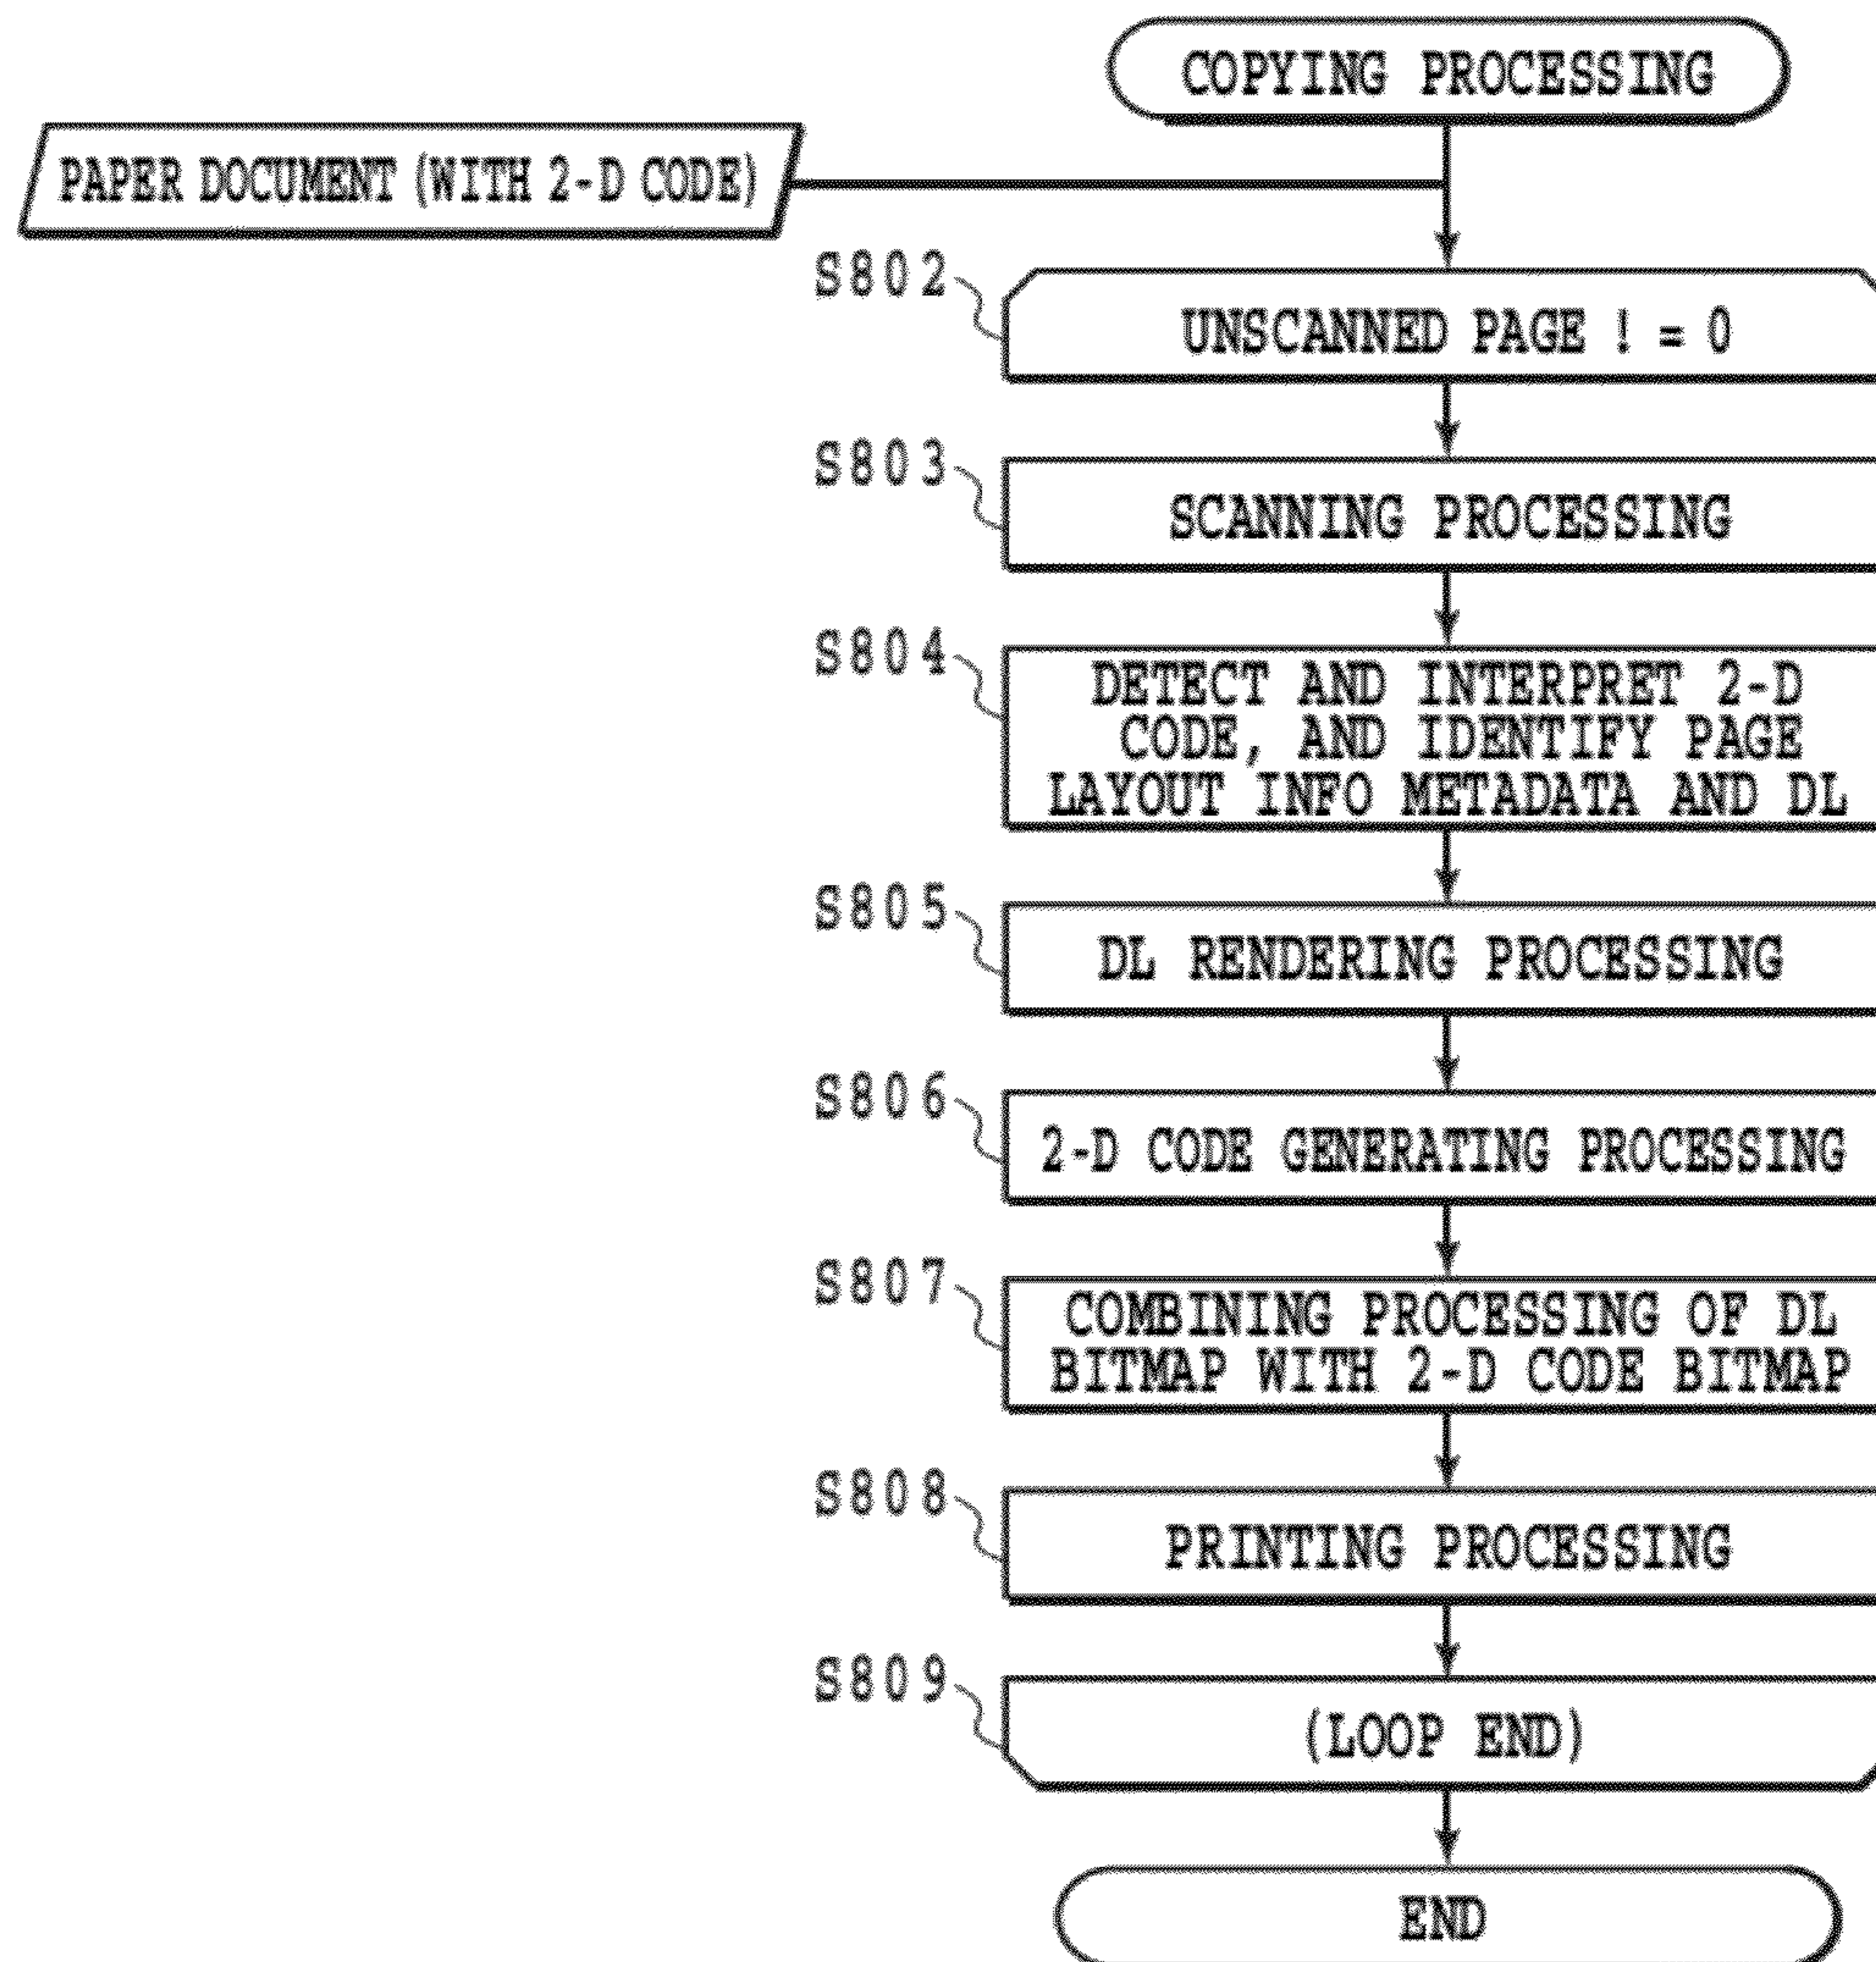 COPYING PROCESSING
PAPER DOCUMENT (WITH 2-D CODE)
S802
UNSCANNED PAGE ! = 0
S803
SCANNING PROCESSING
S804
DETECT AND INTERPRET 2-D
CODE, AND IDENTIFY PAGE
LAYOUT INFO METADATA AND DL
S805
DL RENDERING PROCESSING
S806
2-D CODE GENERATING PROCESSING
S807
COMBINING PROCESSING OF DL
BITMAP WITH 2-D CODE BITMAP
S808
PRINTING PROCESSING
S809
(LOOP END)
END